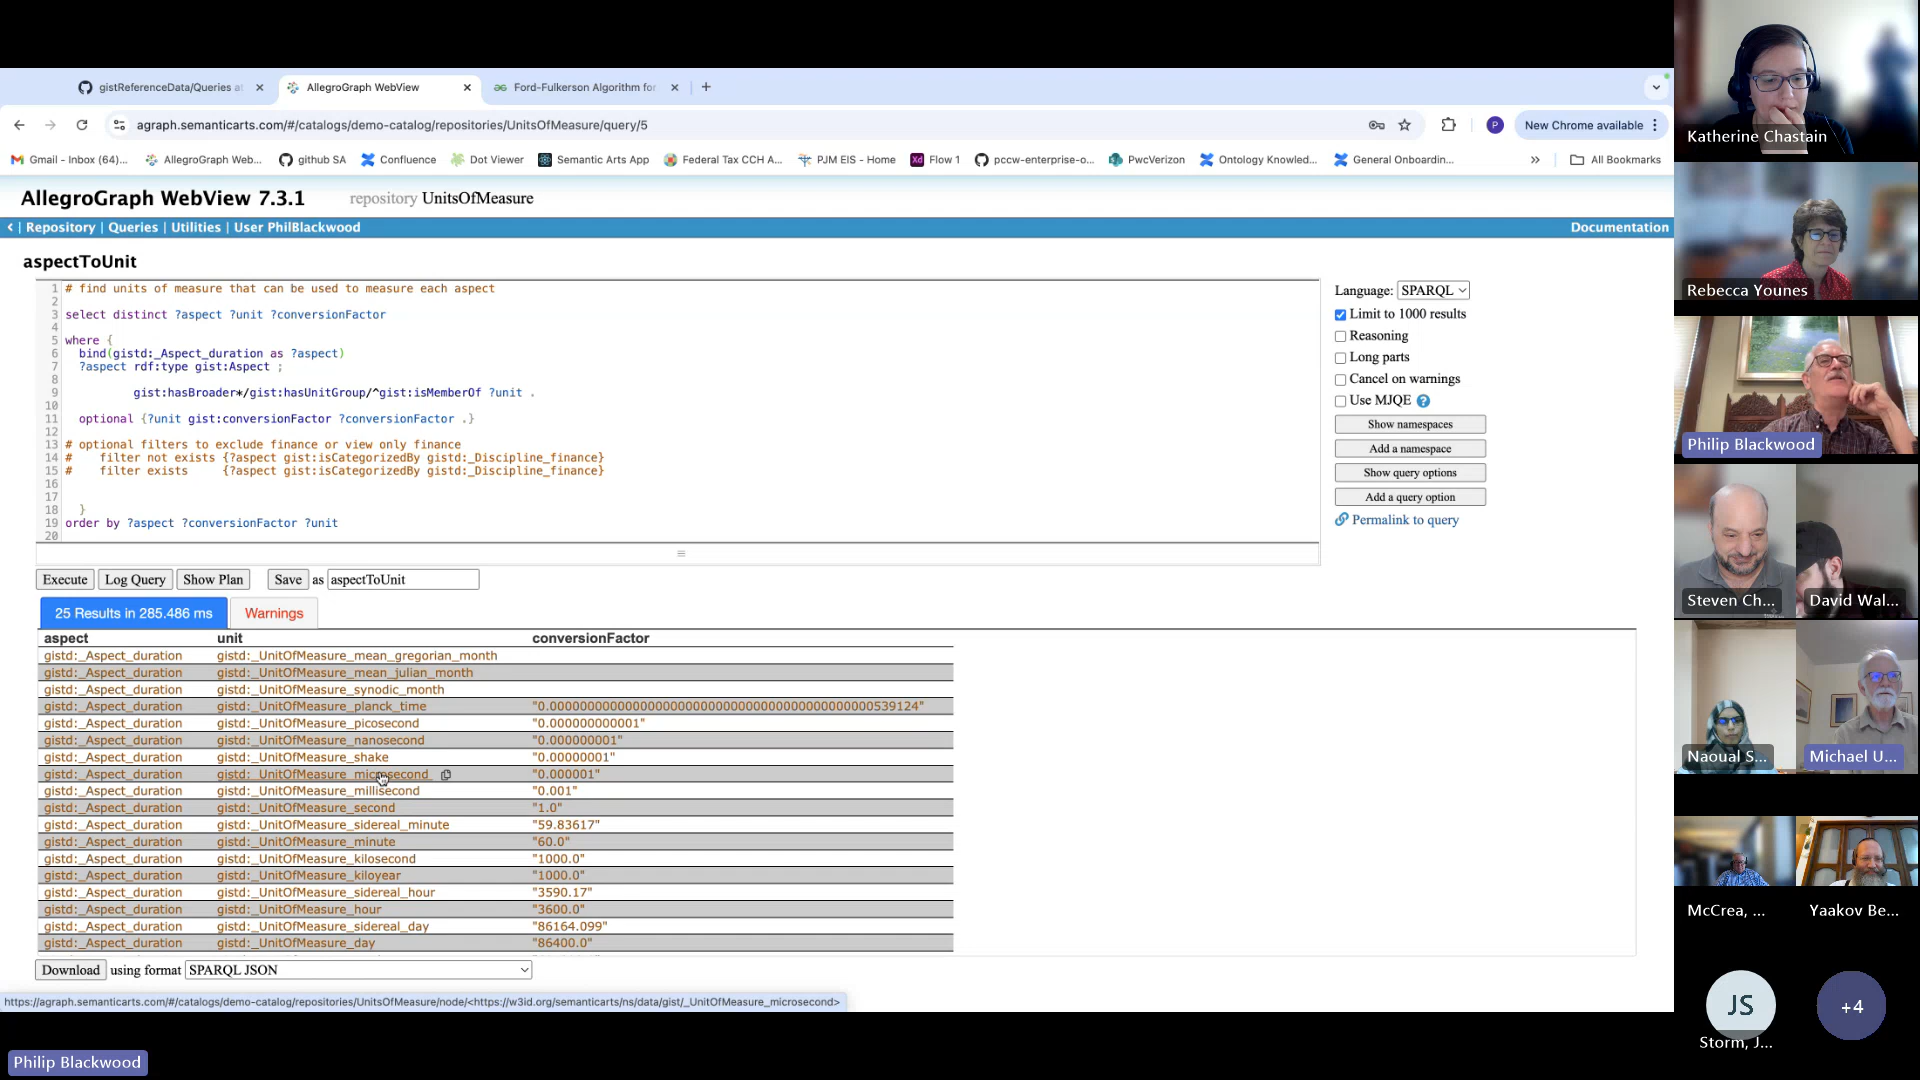 gistReferenceData/Queries a
AllegroGraph WebView
Ford-Fulkerson Algorithm for
agraph.semanticarts.com/#/catalogs/demo-catalog/repositories/UnitsOfMeasure/query/5
P
New Chrome available
Gmail - Inbox (64)...
AllegroGraph Web...
github SA
Confluence
Dot Viewer
Semantic Arts App
Federal Tax CCH A...
PJM EIS - Home
Xd Flow 1
pccw-enterprise-o...
PwcVerizon
Ontology Knowled...
General Onboardin...
All Bookmarks
AllegroGraph WebView 7.3.1 repository UnitsOfMeasure
Repository | Queries | Utilities | User PhilBlackwood
Documentation
aspectToUnit
1 # find units of measure that can be used to measure each aspect
2
3 select distinct ?aspect ?unit ?conversionFactor
4
5 where {
6 bind(gistd:_Aspect_duration as ?aspect)
7 ?aspect rdf:type gist:Aspect ;
8
9 gist:hasBroader*/gist:hasUnitGroup/^gist:isMemberOf ?unit .
10
11 optional {?unit gist:conversionFactor ?conversionFactor .}
12
13 # optional filters to exclude finance or view only finance
14 # filter not exists {?aspect gist:isCategorizedBy gistd:_Discipline_finance}
15 # filter exists {?aspect gist:isCategorizedBy gistd:_Discipline_finance}
16
17
18 }
19 order by ?aspect ?conversionFactor ?unit
20
Language: SPARQL
Limit to 1000 results
Reasoning
Long parts
Cancel on warnings
Use MJQE ?
Show namespaces
Add a namespace
Show query options
Add a query option
Permalink to query
Execute Log Query Show Plan Save as aspectToUnit
25 Results in 285.486 ms Warnings
aspect unit conversionFactor
gistd:_Aspect_duration gistd:_UnitOfMeasure_mean_gregorian_month
gistd:_Aspect_duration gistd:_UnitOfMeasure_mean_julian_month
gistd:_Aspect_duration gistd:_UnitOfMeasure_synodic_month
gistd:_Aspect_duration gistd:_UnitOfMeasure_planck_time
gistd:_Aspect_duration gistd:_UnitOfMeasure_picosecond "0.000000000001"
gistd:_Aspect_duration gistd:_UnitOfMeasure_nanosecond "0.000000001"
gistd:_Aspect_duration gistd:_UnitOfMeasure_shake "0.00000001"
gistd:_Aspect_duration gistd:_UnitOfMeasure_microsecond "0.000001"
gistd:_Aspect_duration gistd:_UnitOfMeasure_millisecond "0.001"
gistd:_Aspect_duration gistd:_UnitOfMeasure_second "1.0"
gistd:_Aspect_duration gistd:_UnitOfMeasure_sidereal_minute "59.83617"
gistd:_Aspect_duration gistd:_UnitOfMeasure_minute "60.0"
gistd:_Aspect_duration gistd:_UnitOfMeasure_kilosecond "1000.0"
gistd:_Aspect_duration gistd:_UnitOfMeasure_kiloyear "1000.0"
gistd:_Aspect_duration gistd:_UnitOfMeasure_sidereal_hour "3590.17"
gistd:_Aspect_duration gistd:_UnitOfMeasure_hour "3600.0"
gistd:_Aspect_duration gistd:_UnitOfMeasure_sidereal_day "86164.099"
gistd:_Aspect_duration gistd:_UnitOfMeasure_day "86400.0"
Download using format SPARQL JSON
https://agraph.semanticarts.com/#/catalogs/demo-catalog/repositories/UnitsOfMeasure/node/<https://w3id.org/semanticarts/ns/data/gist/_UnitOfMeasure_microsecond>
Philip Blackwood
Katherine Chastain
Rebecca Younes
Philip Blackwood
Steven Ch...
David Wal...
Naoual S...
Michael U...
McCrea, ...
Yaakov Be...
JS
+4
Storm, J...